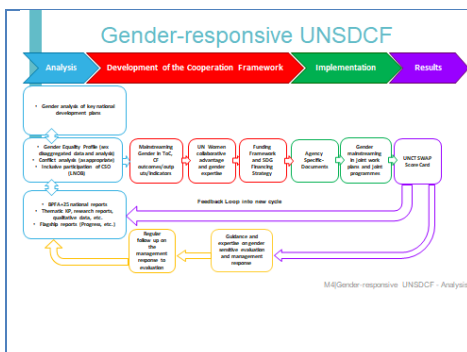 Gender-responsive UNSDCF
Analysis
Development of the Cooperation Framework
Implementation
Results
• Gender analysis of key national
development plans
• Gender Equality Profile (sex
disaggregated data and analysis)
• Conflict analysis (as appropriate)
• Inclusive participation of CSO
(LNOB)
• BPFA+25 national reports
• Thematic KP, research reports,
qualitative data, etc.
• Flagship reports (Progress, etc.)
Mainstreaming
Gender in ToC,
CF
outcomes/outp
uts/indicators
UN Women
collaborative
advantage
and gender
expertise
Funding
Framework
and SDG
Financing
Strategy
Agency
Specific-
Documents
Gender
mainstreaming
in joint work
plans and joint
programmes
UNCT SWAP
Score Card
Feedback Loop into new cycle
Regular
follow up on
the
management
response to
evaluation
Guidance and
expertise on gender
sensitive evaluation
and management
response
M4|Gender-responsive UNSDCF - Analysis